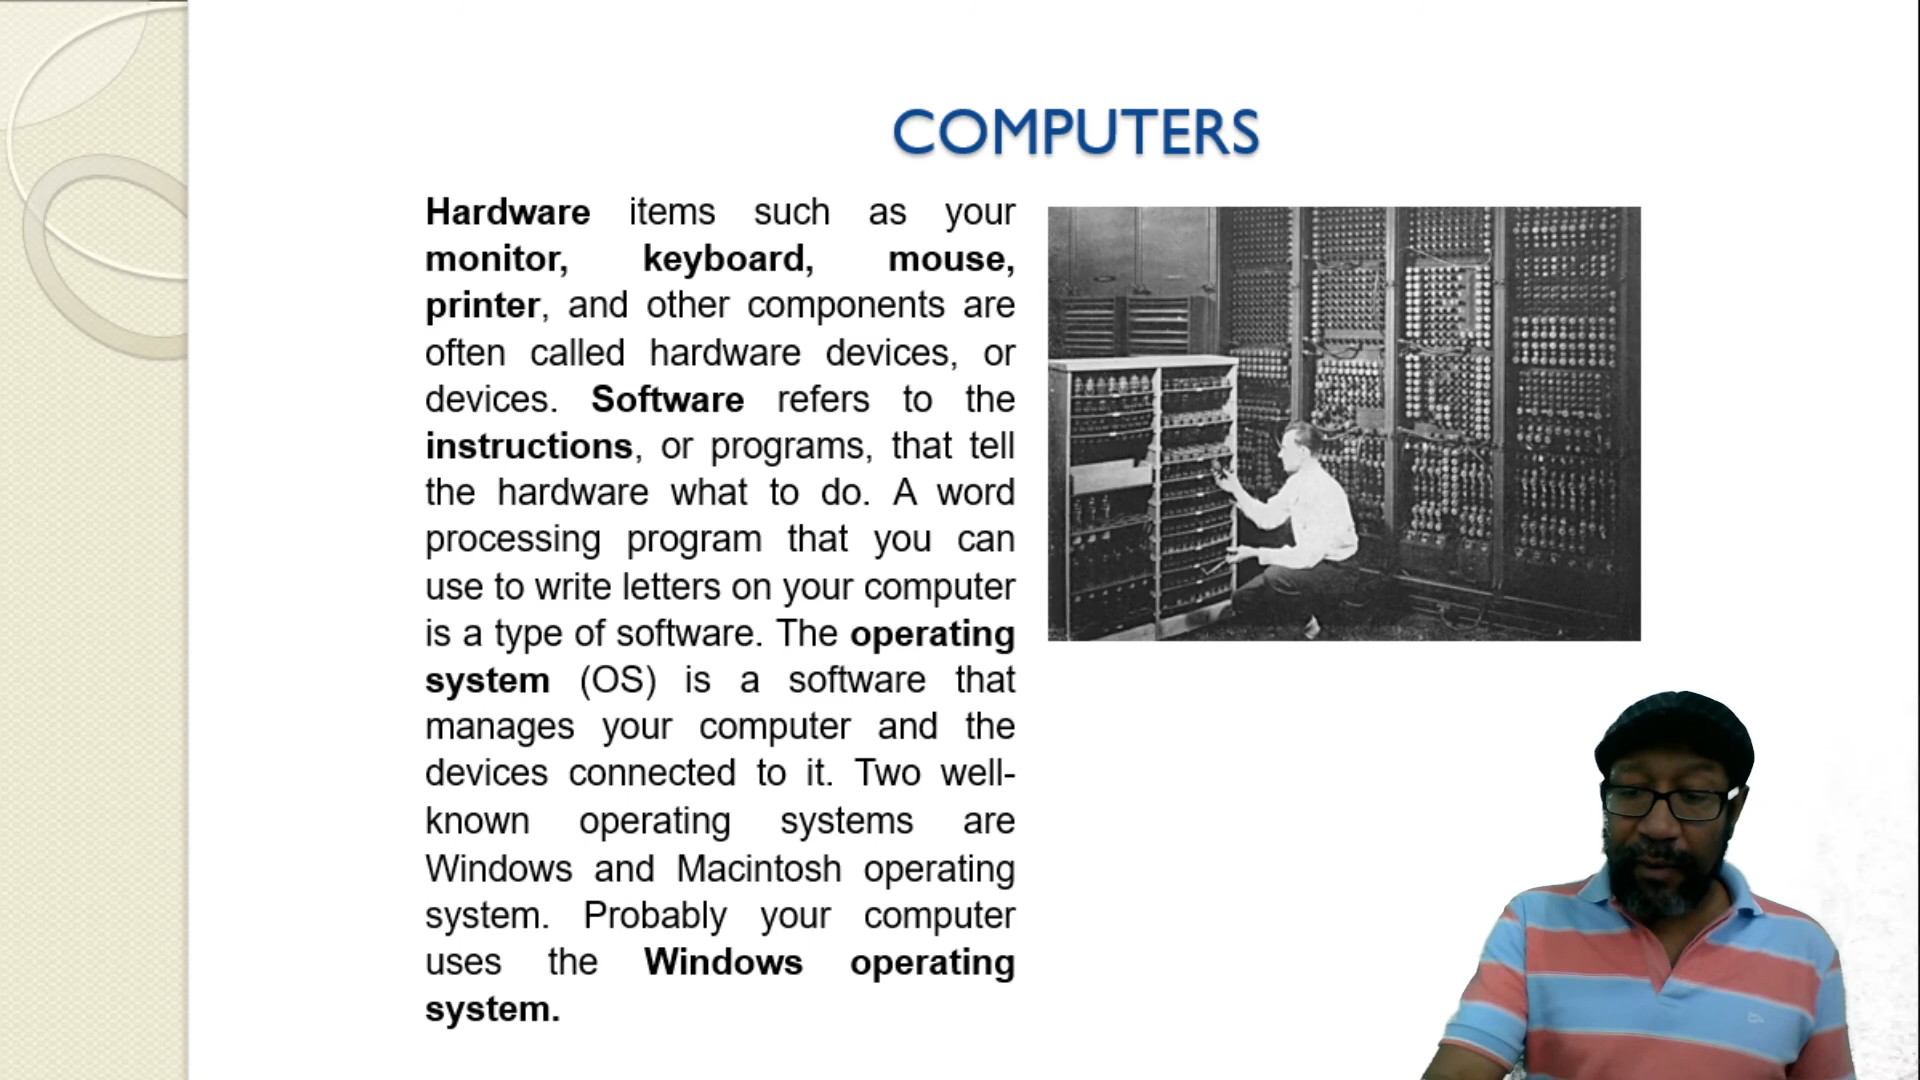 COMPUTERS
Hardware items such as your
monitor, keyboard, mouse,
printer, and other components are
often called hardware devices, or
devices. Software refers to the
instructions, or programs, that tell
the hardware what to do. A word
processing program that you can
use to write letters on your computer
is a type of software. The operating
system (OS) is a software that
manages your computer and the
devices connected to it. Two well-
known operating systems are
Windows and Macintosh operating
system. Probably your computer
uses the Windows operating
system.